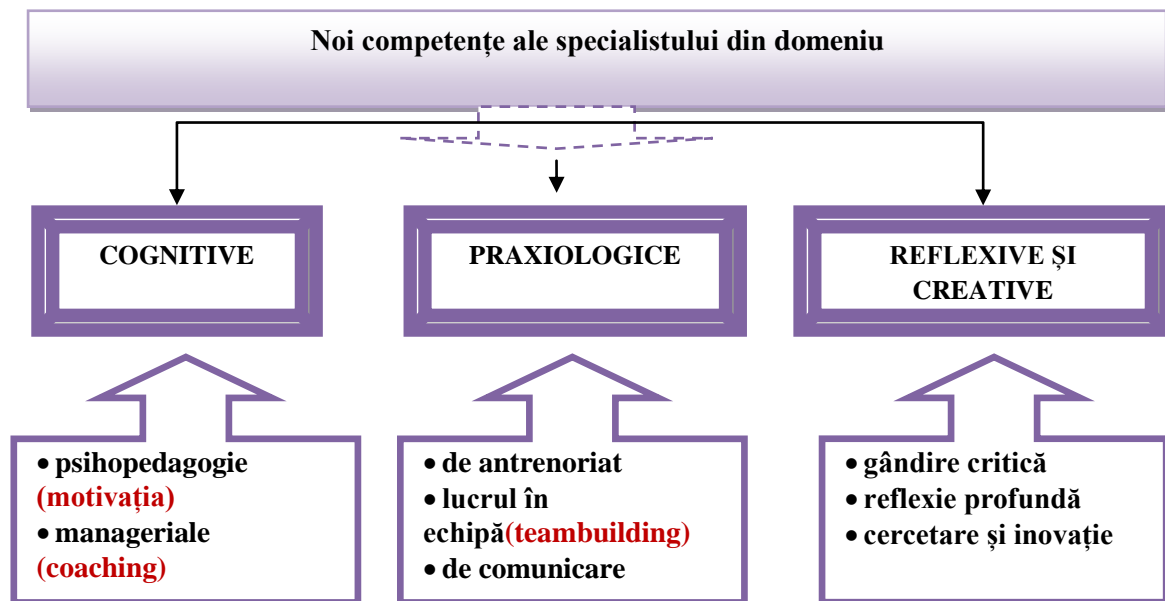 Noi competențe ale specialistului din domeniu
COGNITIVE
PRAXIOLOGICE
REFLEXIVE ȘI
CREATIVE
• psihopedagogie
(motivația)
• manageriale
(coaching)
• de antrenoriat
• lucrul în
echipă(teambuilding)
• de comunicare
• gândire critică
• reflexie profundă
• cercetare și inovație